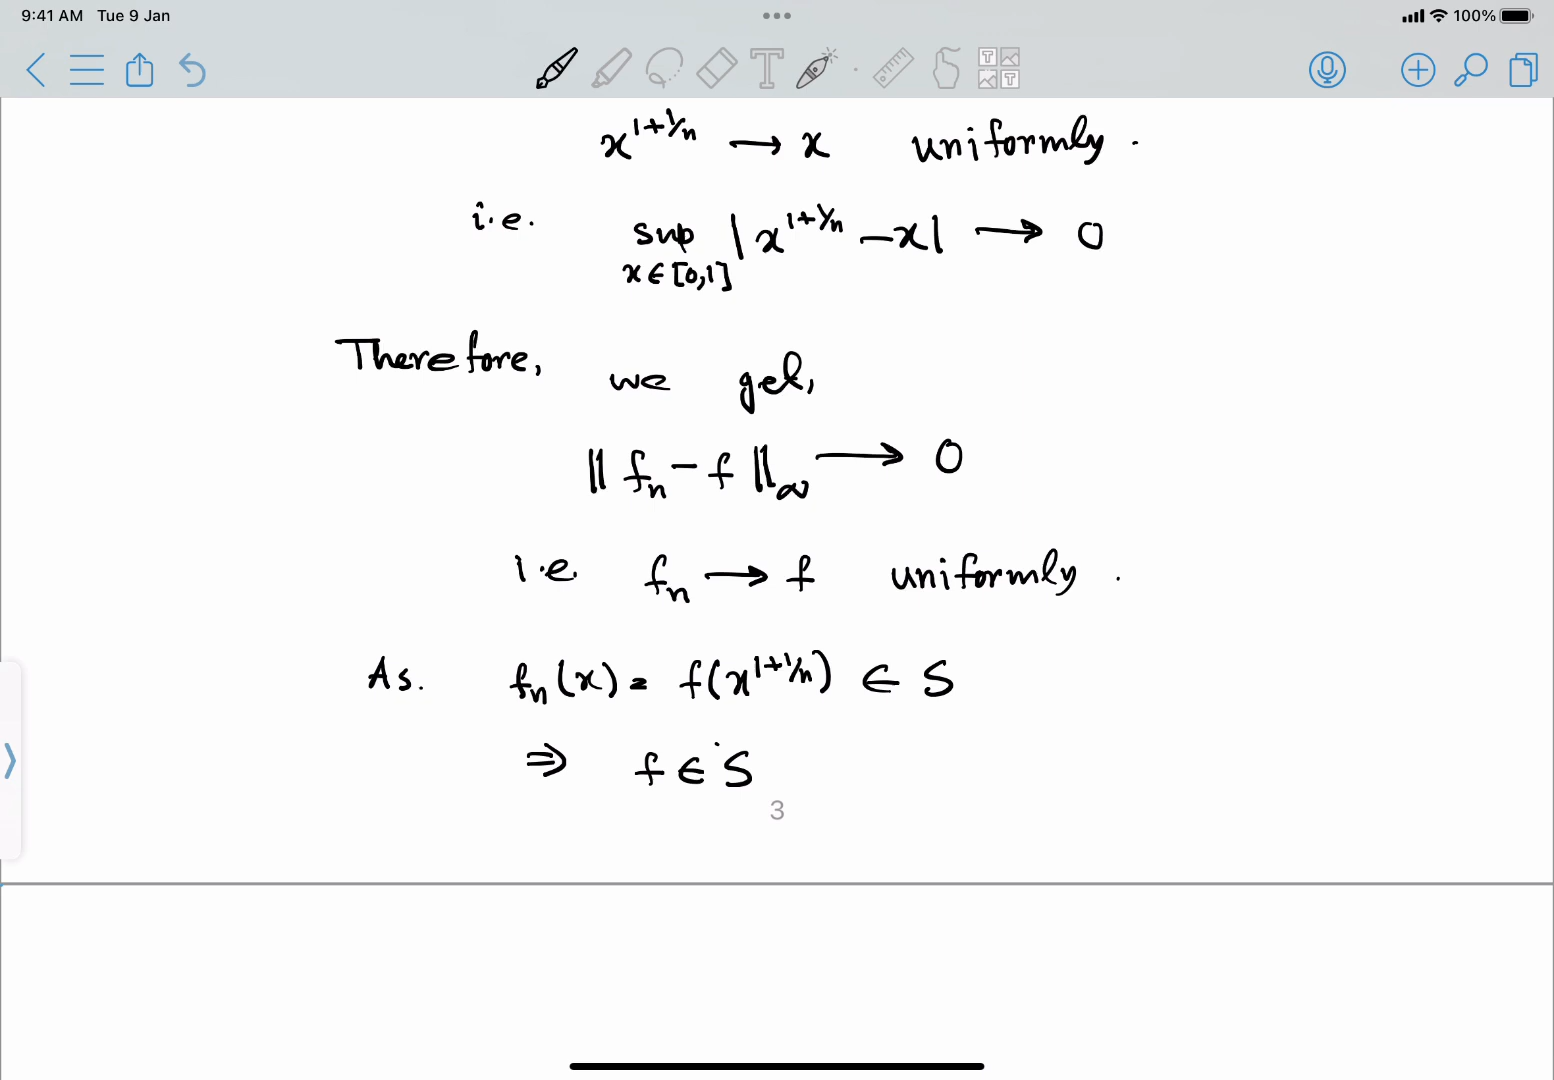 9:41 AM Tue 9 Jan 100%
x^{1+1/n} → x uniformly.
i.e. sup_{x∈[0,1]} |x^{1+1/n} − x| → 0
Therefore, we get,
‖f_n − f‖_∞ → 0
i.e. f_n → f uniformly.
As. f_n(x) = f(x^{1+1/n}) ∈ S
⇒ f ∈ S
3